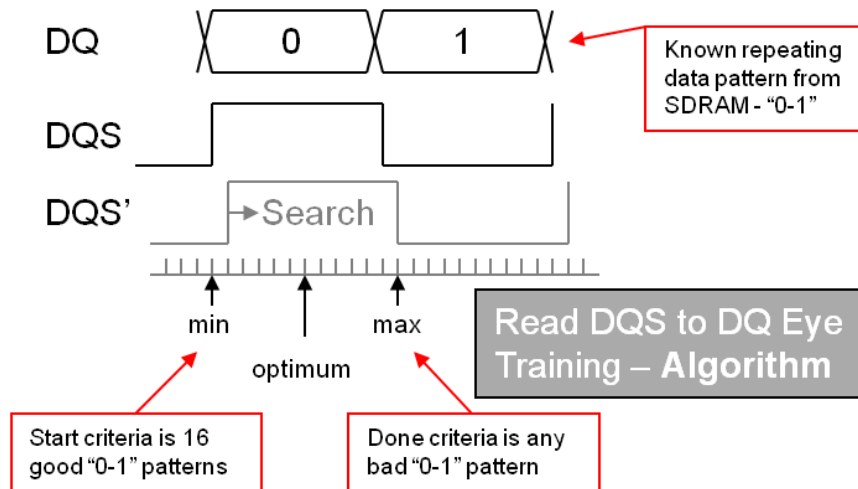 DQ
0
1
Known repeating
data pattern from
SDRAM - “0-1”
DQS
DQS’
Search
min
max
optimum
Read DQS to DQ Eye
Training – Algorithm
Start criteria is 16
good “0-1” patterns
Done criteria is any
bad “0-1” pattern